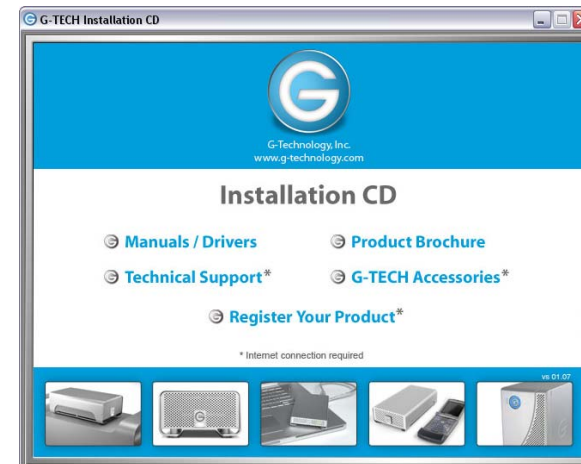 G-TECH Installation CD
G-Technology, Inc.
www.g-technology.com
Installation CD
Manuals / Drivers
Product Brochure
Technical Support*
G-TECH Accessories*
Register Your Product*
* Internet connection required
vs 01.07